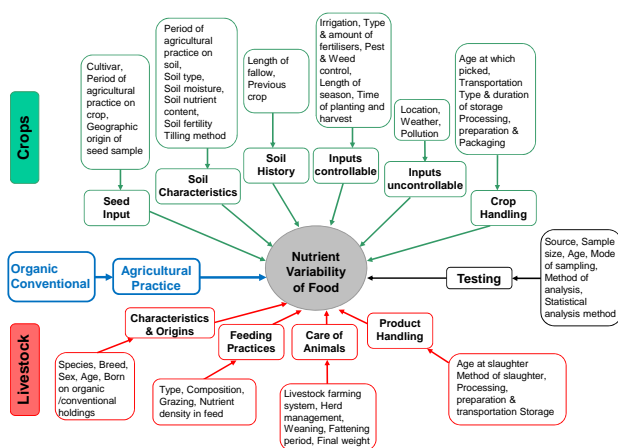 Crops
Cultivar,
Period of
agricultural
practice on
crop,
Geographic
origin of
seed sample
Period of
agricultural
practice on
soil,
Soil type,
Soil moisture,
Soil nutrient
content,
Soil fertility
Tilling method
Length of
fallow,
Previous
crop
Irrigation, Type
& amount of
fertilisers, Pest
& Weed
control,
Length of
season, Time
of planting and
harvest
Location,
Weather,
Pollution
Age at which
picked,
Transportation
Type & duration
of storage
Processing,
preparation &
Packaging
Seed
Input
Soil
Characteristics
Soil
History
Inputs
controllable
Inputs
uncontrollable
Crop
Handling
Organic
Conventional
Agricultural
Practice
Nutrient
Variability
of Food
Testing
Source, Sample
size, Age, Mode
of sampling,
Method of
analysis,
Statistical
analysis method
Livestock
Characteristics
& Origins
Feeding
Practices
Care of
Animals
Product
Handling
Species, Breed,
Sex, Age, Born
on organic
/conventional
holdings
Type, Composition,
Grazing, Nutrient
density in feed
Livestock farming
system, Herd
management,
Weaning, Fattening
period, Final weight
Age at slaughter
Method of slaughter,
Processing,
preparation &
transportation Storage